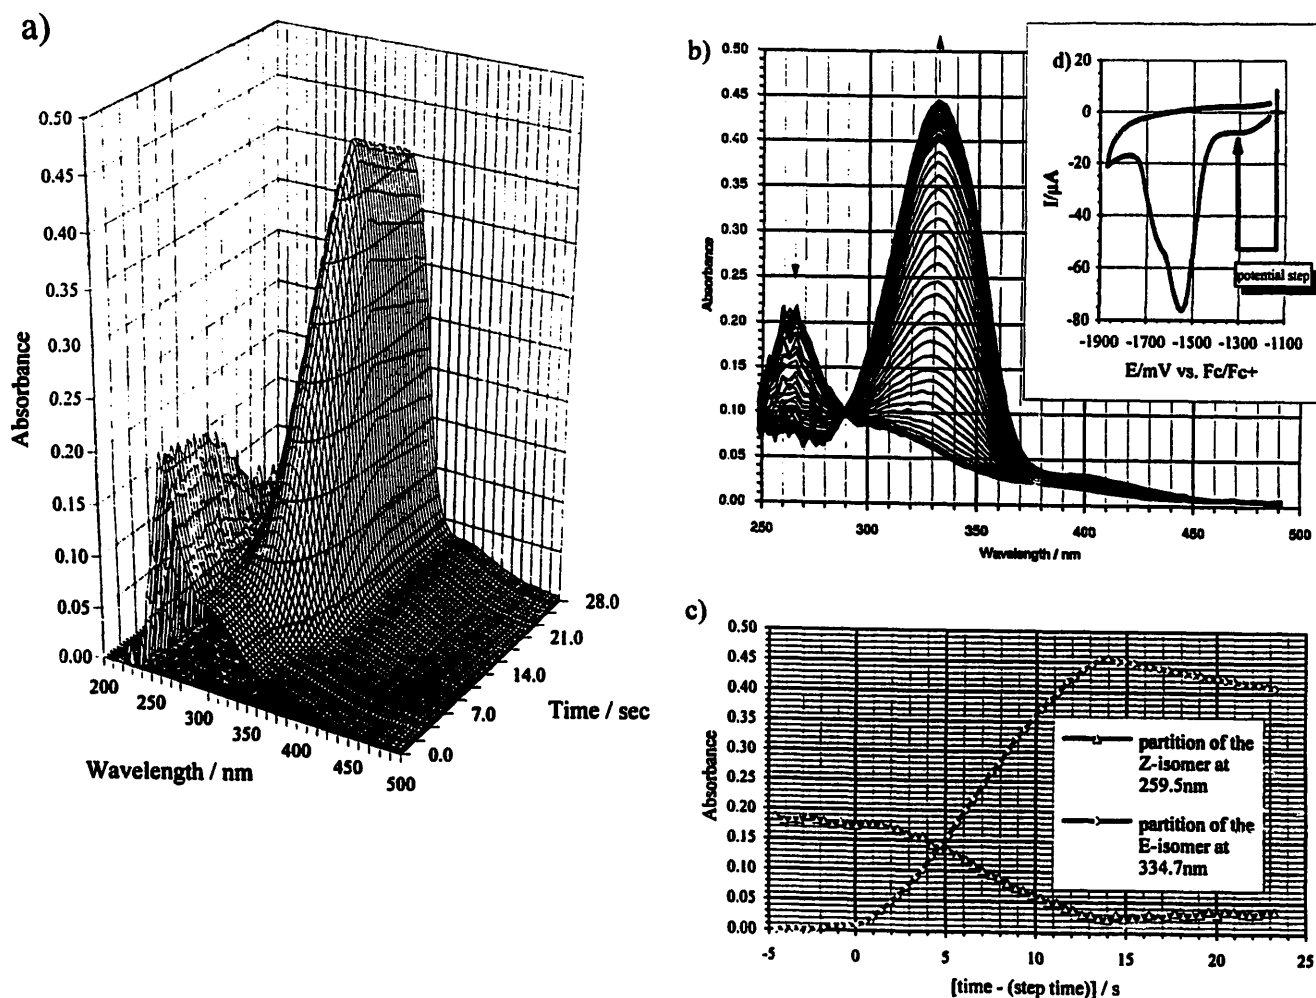 a)
0.50
0.45
0.40
0.35
0.30
0.25
0.20
0.15
0.10
0.05
0.00
Absorbance
200
250
300
350
400
450
500
Wavelength / nm
0.0
7.0
14.0
21.0
28.0
Time / sec
b)
0.50
0.45
0.40
0.35
0.30
0.25
0.20
0.15
0.10
0.05
0.00
Absorbance
250 300 350 400 450 500
Wavelength / nm
d)
20
0
-20
-40
-60
-80
I/µA
potential step
-1900 -1700 -1500 -1300 -1100
E/mV vs. Fc/Fc+
c)
0.50
0.45
0.40
0.35
0.30
0.25
0.20
0.15
0.10
0.05
0.00
Absorbance
partition of the
Z-isomer at
259.5nm
partition of the
E-isomer at
334.7nm
-5 0 5 10 15 20 25
[time - (step time)] / s